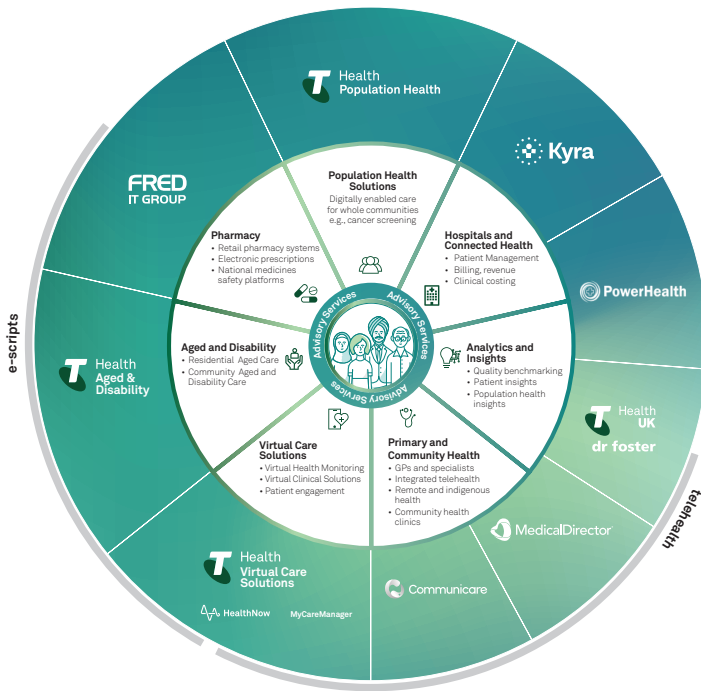 T Health
Population Health
Kyra
FRED
IT GROUP
Population Health
Solutions
Digitally enabled care
for whole communities
e.g., cancer screening
Pharmacy
• Retail pharmacy systems
• Electronic prescriptions
• National medicines
safety platforms
Hospitals and
Connected Health
• Patient Management
• Billing, revenue
• Clinical costing
PowerHealth
Advisory Services
Advisory Services
Advisory Services
e-scripts
T Health
Aged &
Disability
Aged and Disability
• Residential Aged Care
• Community Aged and
Disability Care
Analytics and
Insights
• Quality benchmarking
• Patient insights
• Population health
insights
T Health
UK
dr foster
Virtual Care
Solutions
• Virtual Health Monitoring
• Virtual Clinical Solutions
• Patient engagement
Primary and
Community Health
• GPs and specialists
• Integrated telehealth
• Remote and indigenous
health
• Community health
clinics
telehealth
MedicalDirector
T Health
Virtual Care
Solutions
HealthNow
MyCareManager
Communicare